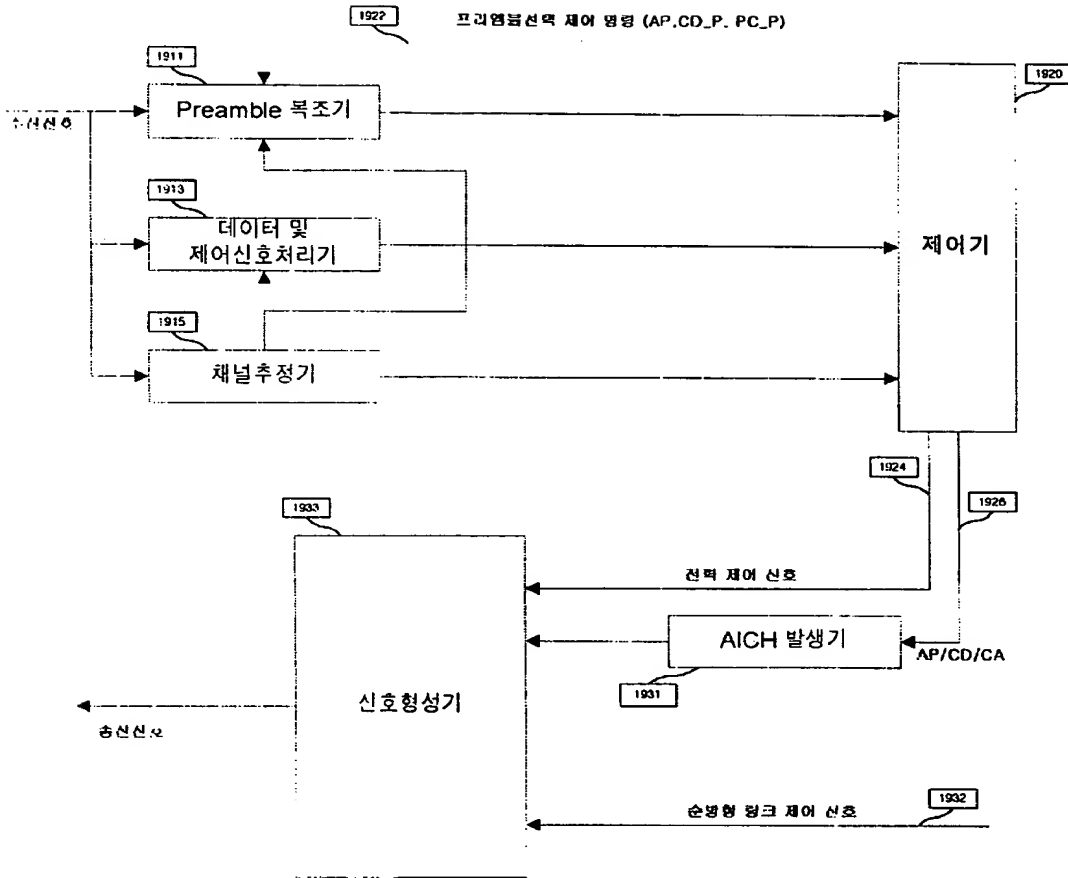 1922
프리앰블선택 제어 명령 (AP,CD_P, PC_P)
1911
1920
Preamble 복조기
수신신호
1913
데이터 및
제어신호처리기
제어기
1915
채널추정기
1924
1926
1933
전력 제어 신호
AICH 발생기
AP/CD/CA
1931
신호형성기
송신신호
1932
순방향 링크 제어 신호